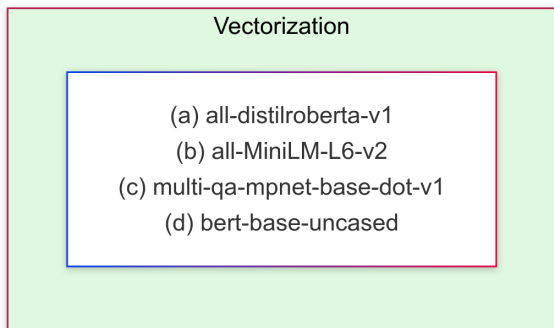 Vectorization
(a) all-distilroberta-v1
(b) all-MiniLM-L6-v2
(c) multi-qa-mpnet-base-dot-v1
(d) bert-base-uncased